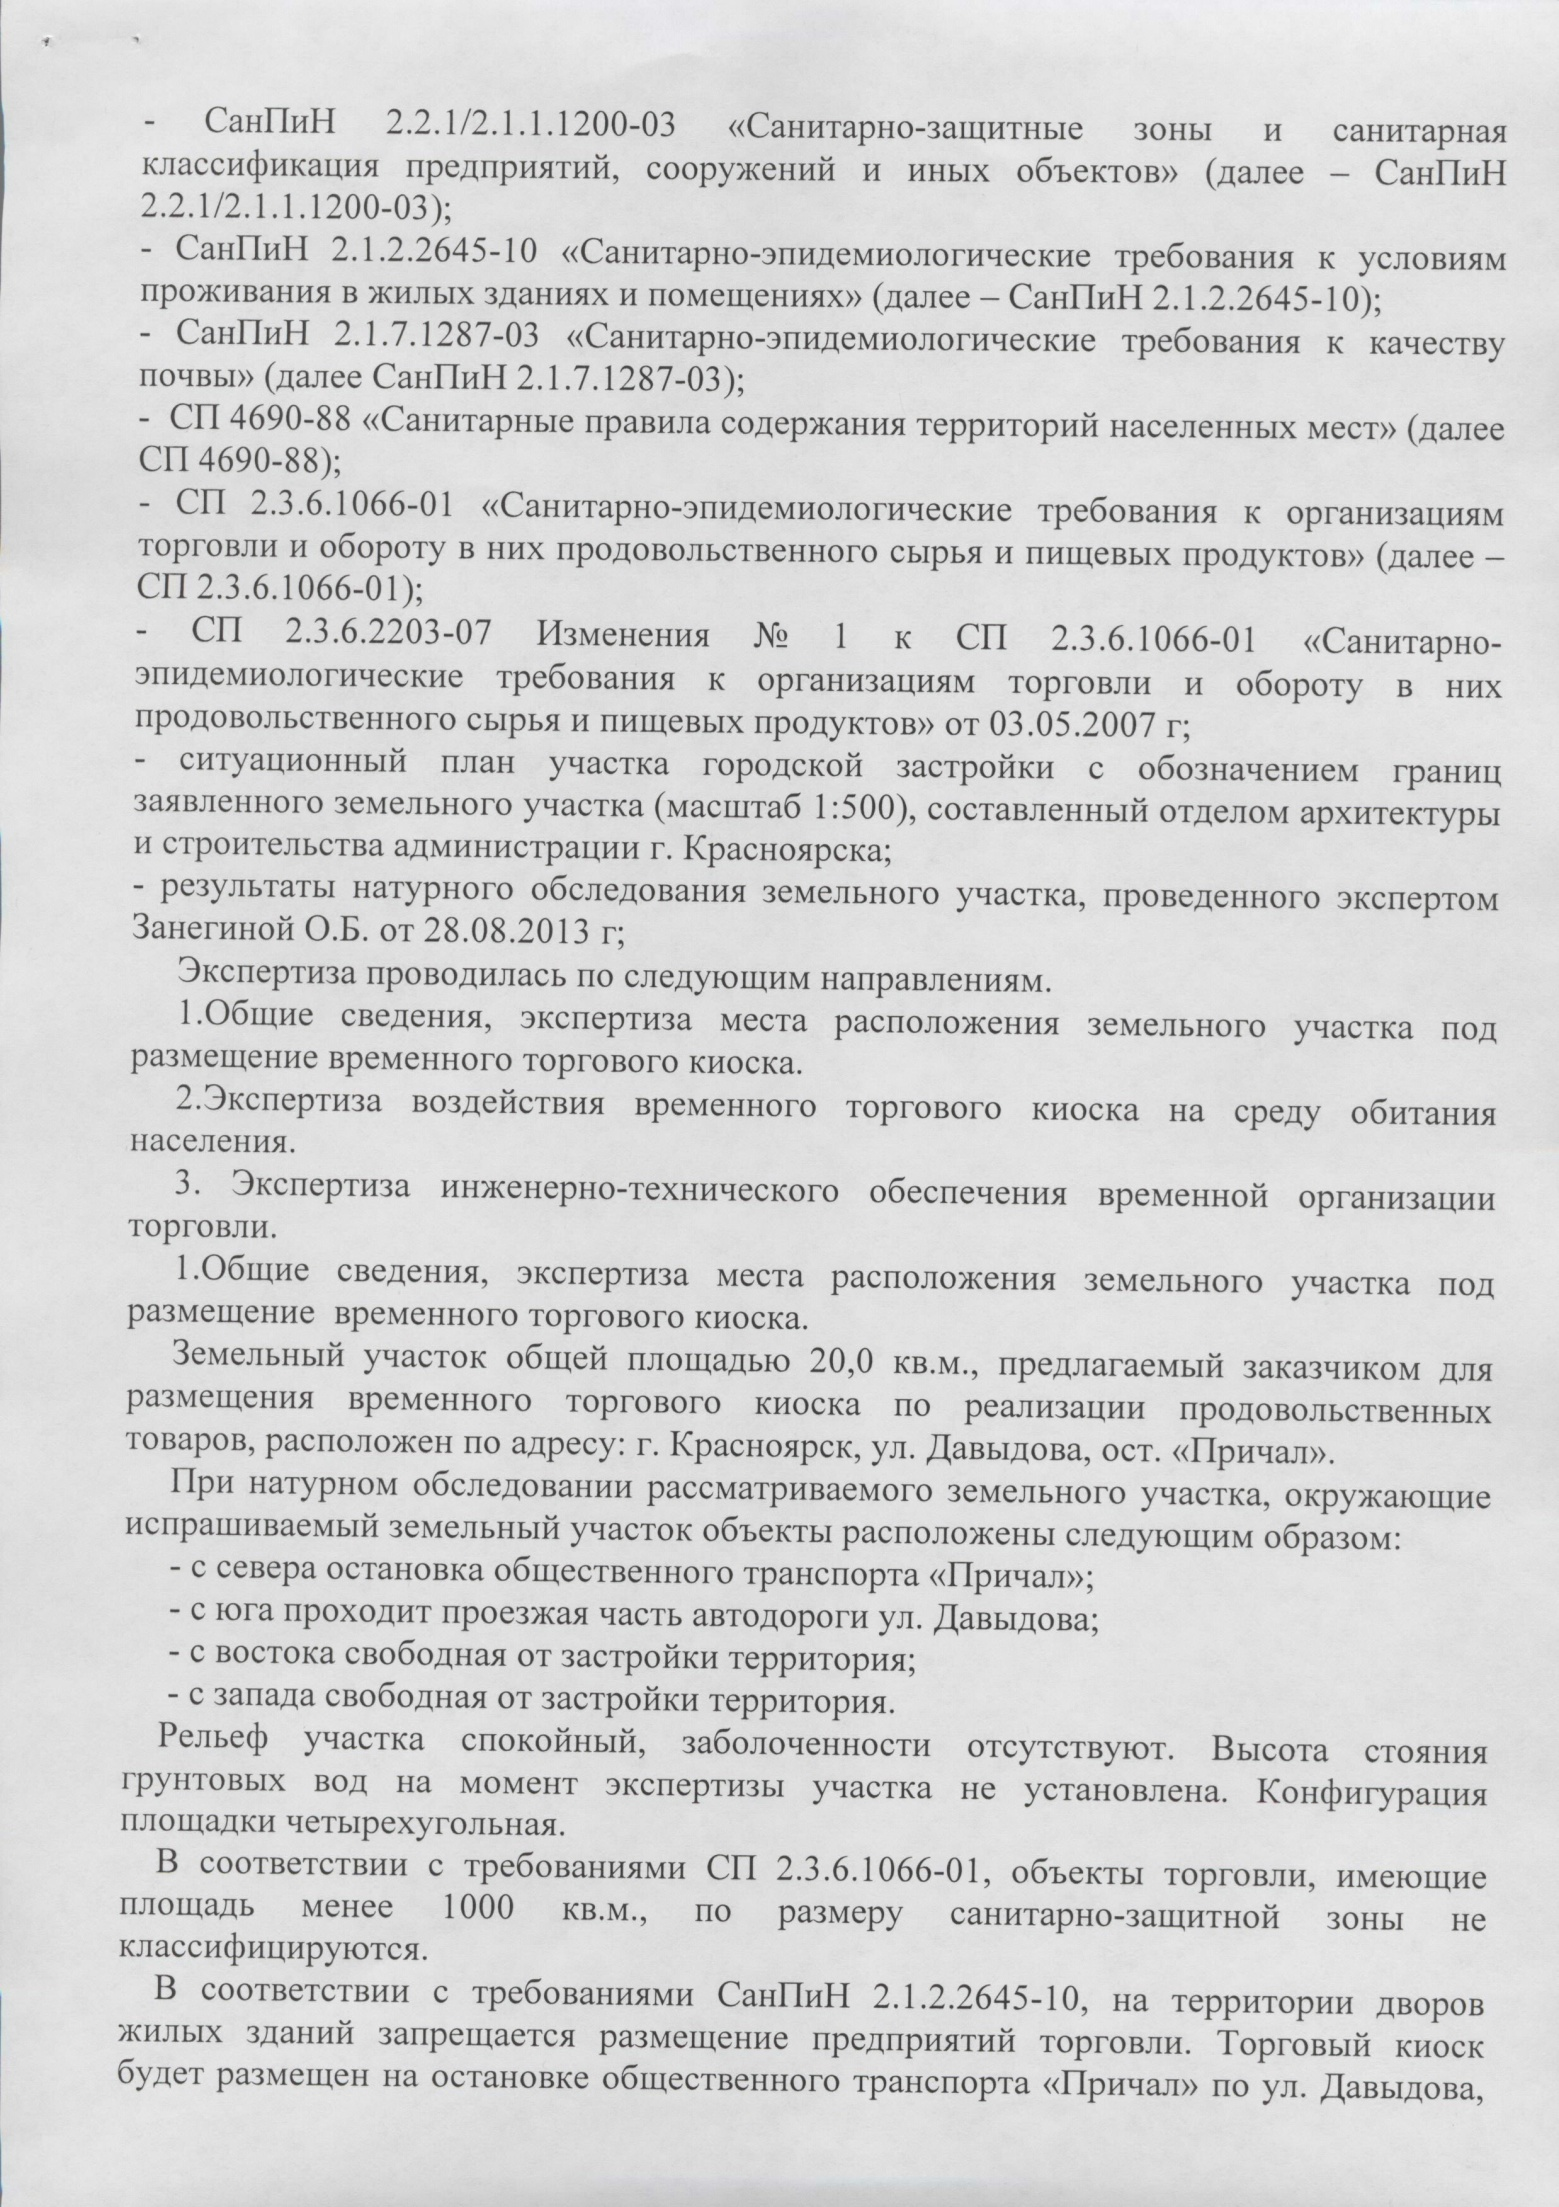 - СанПиН 2.2.1/2.1.1.1200-03 «Санитарно-защитные зоны и санитарная
классификация предприятий, сооружений и иных объектов» (далее – СанПиН
2.2.1/2.1.1.1200-03);
- СанПиН 2.1.2.2645-10 «Санитарно-эпидемиологические требования к условиям
проживания в жилых зданиях и помещениях» (далее – СанПиН 2.1.2.2645-10);
- СанПиН 2.1.7.1287-03 «Санитарно-эпидемиологические требования к качеству
почвы» (далее СанПиН 2.1.7.1287-03);
- СП 4690-88 «Санитарные правила содержания территорий населенных мест» (далее
СП 4690-88);
- СП 2.3.6.1066-01 «Санитарно-эпидемиологические требования к организациям
торговли и обороту в них продовольственного сырья и пищевых продуктов» (далее –
СП 2.3.6.1066-01);
- СП 2.3.6.2203-07 Изменения № 1 к СП 2.3.6.1066-01 «Санитарно-
эпидемиологические требования к организациям торговли и обороту в них
продовольственного сырья и пищевых продуктов» от 03.05.2007 г;
- ситуационный план участка городской застройки с обозначением границ
заявленного земельного участка (масштаб 1:500), составленный отделом архитектуры
и строительства администрации г. Красноярска;
- результаты натурного обследования земельного участка, проведенного экспертом
Занегиной О.Б. от 28.08.2013 г;
Экспертиза проводилась по следующим направлениям.
1.Общие сведения, экспертиза места расположения земельного участка под
размещение временного торгового киоска.
2.Экспертиза воздействия временного торгового киоска на среду обитания
населения.
3. Экспертиза инженерно-технического обеспечения временной организации
торговли.
1.Общие сведения, экспертиза места расположения земельного участка под
размещение временного торгового киоска.
Земельный участок общей площадью 20,0 кв.м., предлагаемый заказчиком для
размещения временного торгового киоска по реализации продовольственных
товаров, расположен по адресу: г. Красноярск, ул. Давыдова, ост. «Причал».
При натурном обследовании рассматриваемого земельного участка, окружающие
испрашиваемый земельный участок объекты расположены следующим образом:
- с севера остановка общественного транспорта «Причал»;
- с юга проходит проезжая часть автодороги ул. Давыдова;
- с востока свободная от застройки территория;
- с запада свободная от застройки территория.
Рельеф участка спокойный, заболоченности отсутствуют. Высота стояния
грунтовых вод на момент экспертизы участка не установлена. Конфигурация
площадки четырехугольная.
В соответствии с требованиями СП 2.3.6.1066-01, объекты торговли, имеющие
площадь менее 1000 кв.м., по размеру санитарно-защитной зоны не
классифицируются.
В соответствии с требованиями СанПиН 2.1.2.2645-10, на территории дворов
жилых зданий запрещается размещение предприятий торговли. Торговый киоск
будет размещен на остановке общественного транспорта «Причал» по ул. Давыдова,